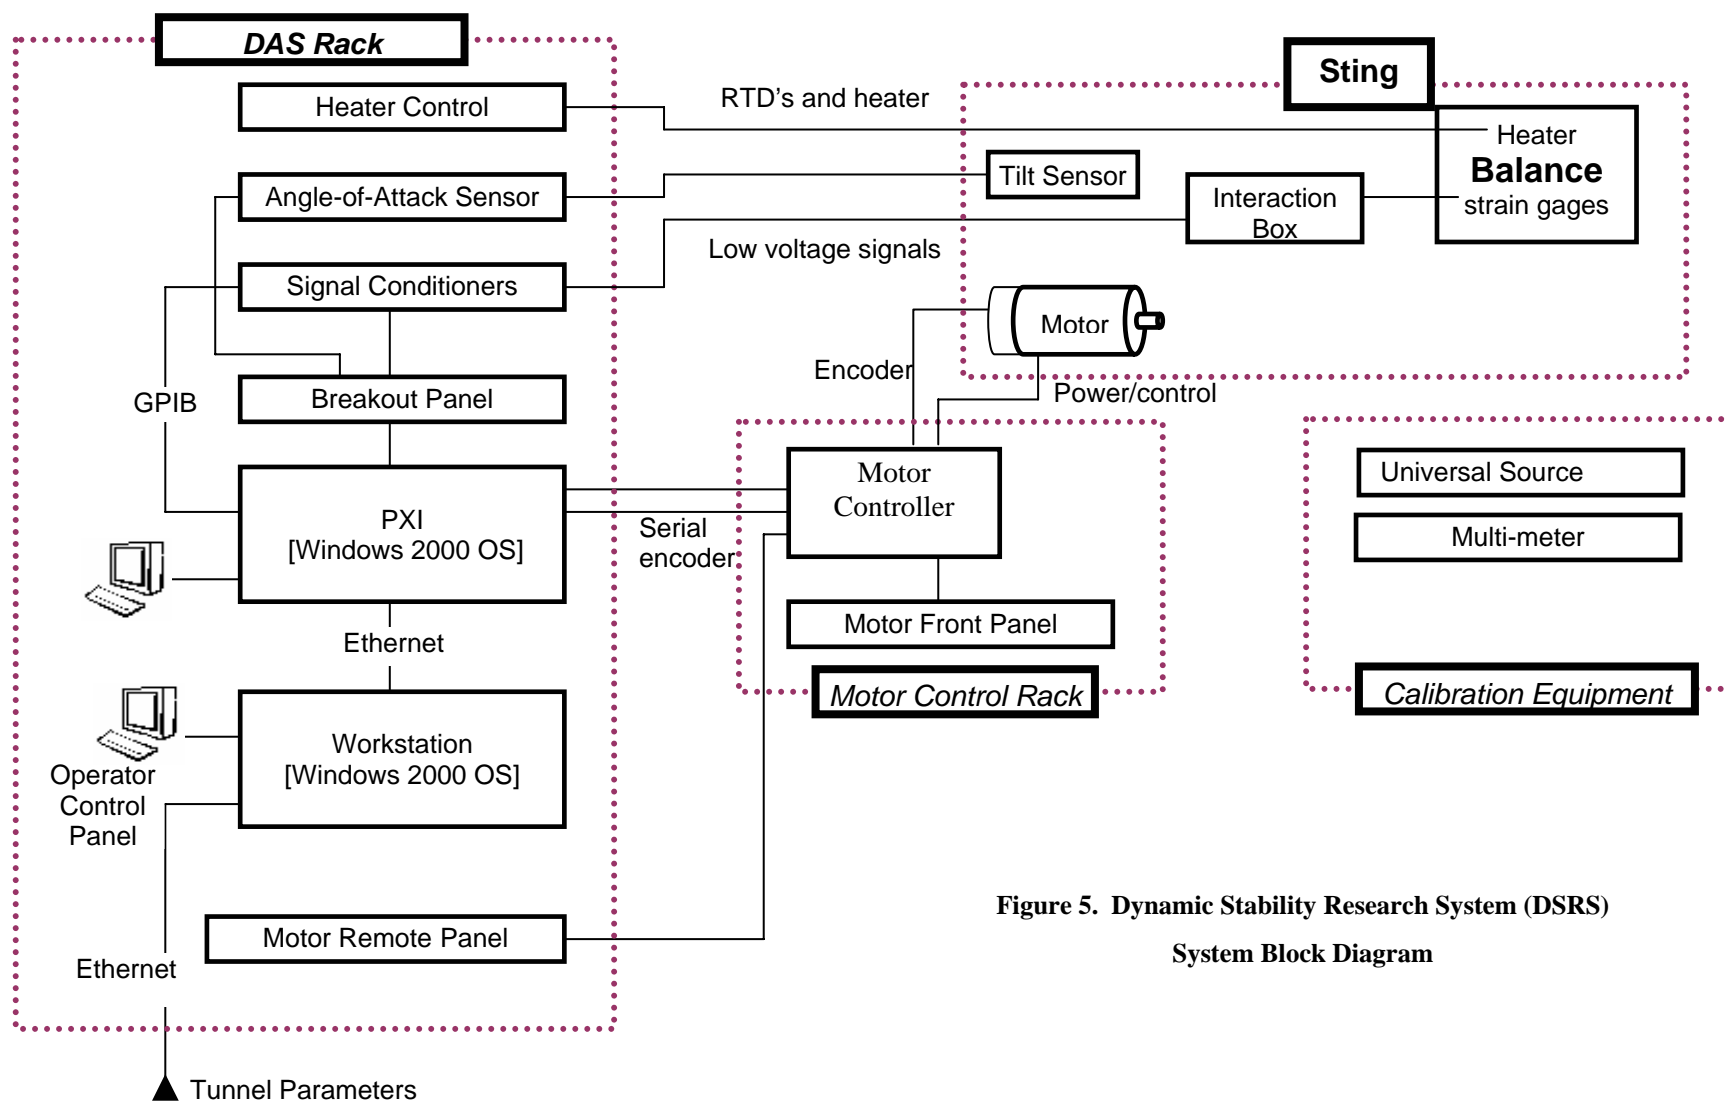 DAS Rack
Heater Control
Angle-of-Attack Sensor
Signal Conditioners
GPIB
Breakout Panel
PXI
[Windows 2000 OS]
Ethernet
Workstation
[Windows 2000 OS]
Operator
Control
Panel
Motor Remote Panel
Ethernet
Tunnel Parameters
RTD's and heater
Low voltage signals
Sting
Heater
Balance
strain gages
Tilt Sensor
Interaction
Box
Motor
Encoder
Power/control
Serial
encoder
Motor
Controller
Motor Front Panel
Motor Control Rack
Universal Source
Multi-meter
Calibration Equipment
Figure 5. Dynamic Stability Research System (DSRS)
System Block Diagram